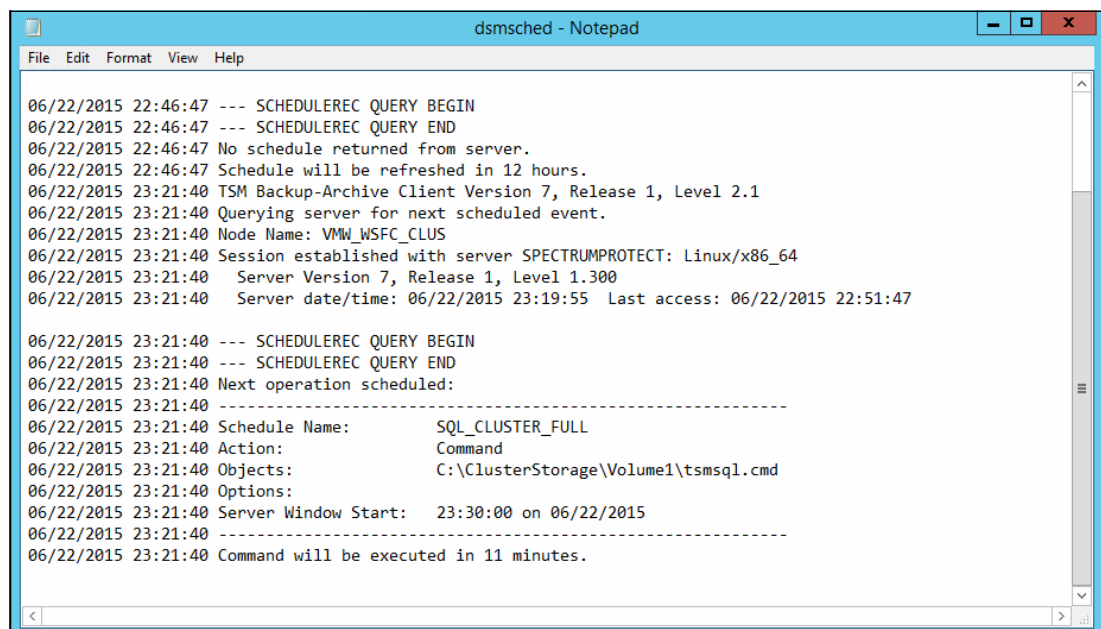 dsmsched - Notepad
File Edit Format View Help
06/22/2015 22:46:47 --- SCHEDULEREC QUERY BEGIN
06/22/2015 22:46:47 --- SCHEDULEREC QUERY END
06/22/2015 22:46:47 No schedule returned from server.
06/22/2015 22:46:47 Schedule will be refreshed in 12 hours.
06/22/2015 23:21:40 TSM Backup-Archive Client Version 7, Release 1, Level 2.1
06/22/2015 23:21:40 Querying server for next scheduled event.
06/22/2015 23:21:40 Node Name: VMW_WSFC_CLUS
06/22/2015 23:21:40 Session established with server SPECTRUMPROTECT: Linux/x86_64
06/22/2015 23:21:40   Server Version 7, Release 1, Level 1.300
06/22/2015 23:21:40   Server date/time: 06/22/2015 23:19:55  Last access: 06/22/2015 22:51:47
06/22/2015 23:21:40 --- SCHEDULEREC QUERY BEGIN
06/22/2015 23:21:40 --- SCHEDULEREC QUERY END
06/22/2015 23:21:40 Next operation scheduled:
06/22/2015 23:21:40 ------------------------------------------------------------
06/22/2015 23:21:40 Schedule Name:         SQL_CLUSTER_FULL
06/22/2015 23:21:40 Action:                Command
06/22/2015 23:21:40 Objects:               C:\ClusterStorage\Volume1\tsmsql.cmd
06/22/2015 23:21:40 Options:
06/22/2015 23:21:40 Server Window Start:   23:30:00 on 06/22/2015
06/22/2015 23:21:40 ------------------------------------------------------------
06/22/2015 23:21:40 Command will be executed in 11 minutes.